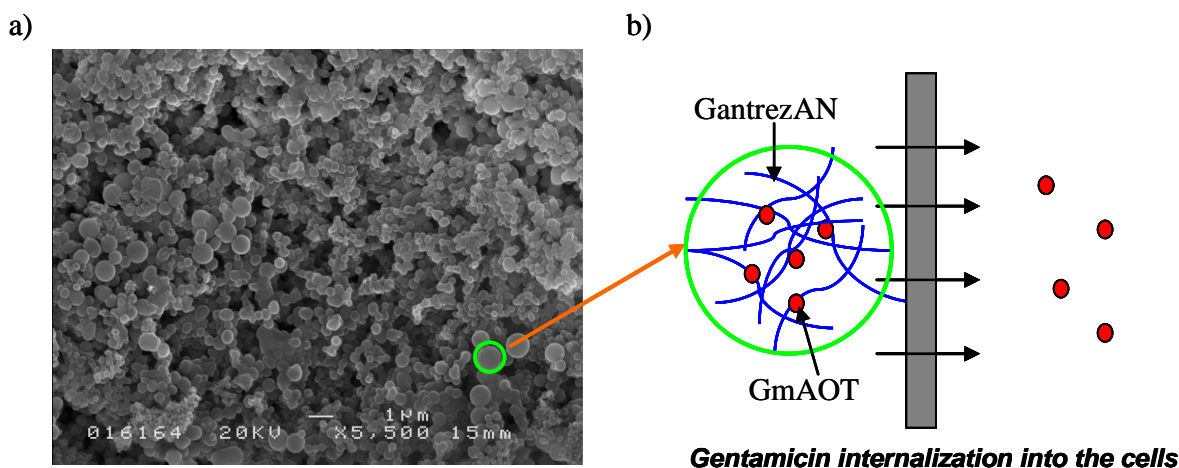 a)
b)
GantrezAN
GmAOT
1μm
016164 20KV X5,500 15mm
Gentamicin internalization into the cells